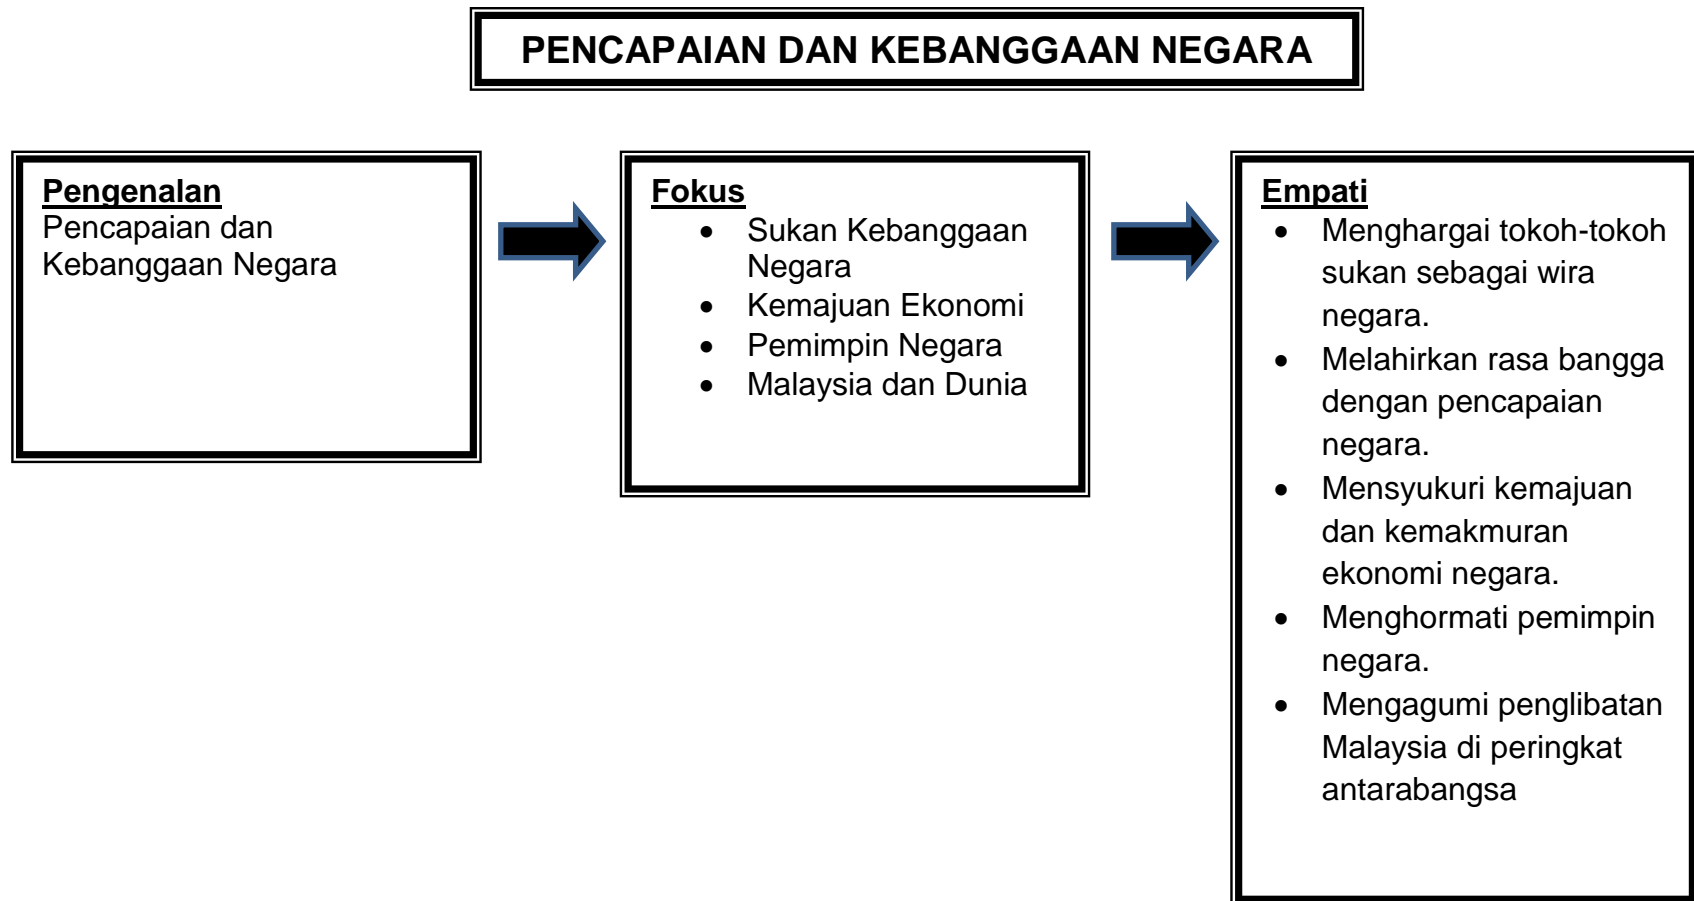 PENCAPAIAN DAN KEBANGGAAN NEGARA
Pengenalan
Pencapaian dan
Kebanggaan Negara
Fokus
• Sukan Kebanggaan
Negara
• Kemajuan Ekonomi
• Pemimpin Negara
• Malaysia dan Dunia
Empati
• Menghargai tokoh-tokoh
sukan sebagai wira
negara.
• Melahirkan rasa bangga
dengan pencapaian
negara.
• Mensyukuri kemajuan
dan kemakmuran
ekonomi negara.
• Menghormati pemimpin
negara.
• Mengagumi penglibatan
Malaysia di peringkat
antarabangsa